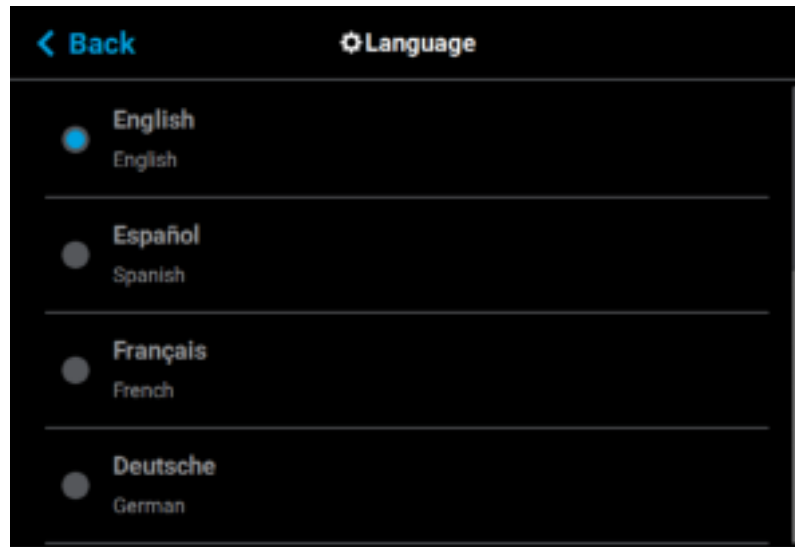 Back
Language
English
English
Español
Spanish
Français
French
Deutsche
German